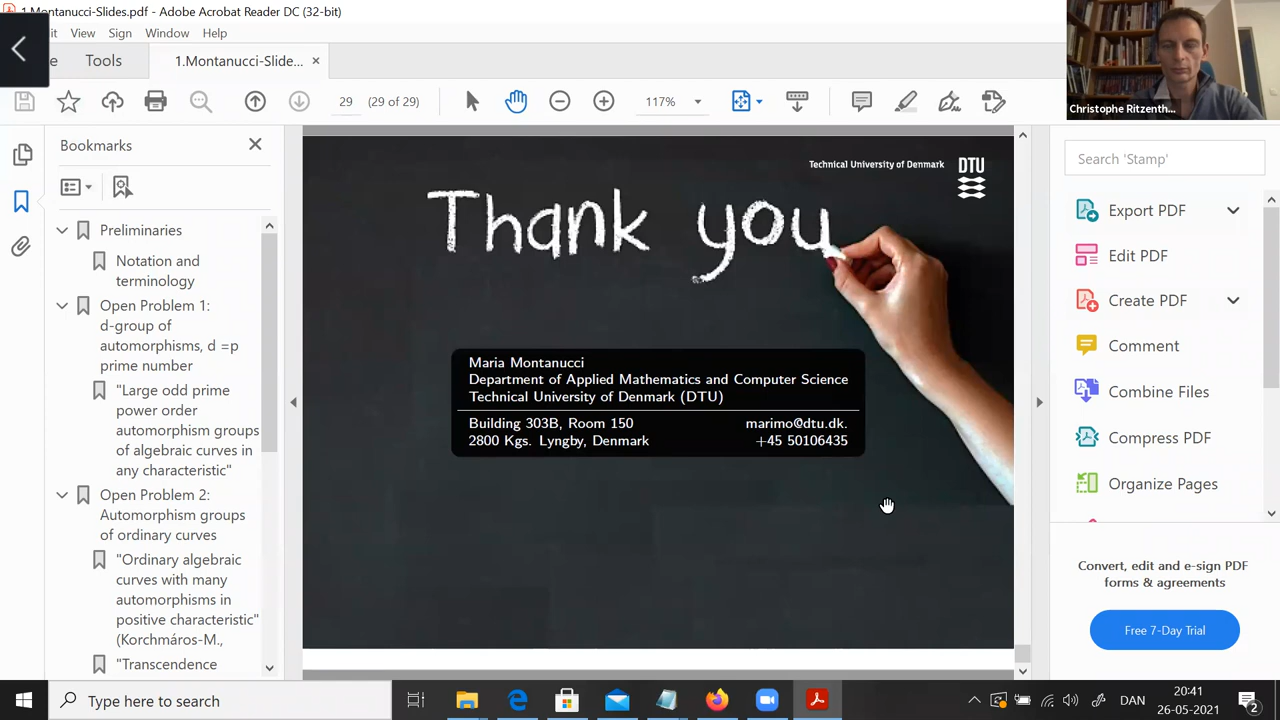 1.Montanucci-Slides.pdf - Adobe Acrobat Reader DC (32-bit)
View Sign Window Help
Tools
1.Montanucci-Slide...
29 (29 of 29)
117%
Christophe Ritzenth...
Bookmarks
Preliminaries
Notation and
terminology
Open Problem 1:
d-group of
automorphisms, d =p
prime number
"Large odd prime
power order
automorphism groups
of algebraic curves in
any characteristic"
Open Problem 2:
Automorphism groups
of ordinary curves
"Ordinary algebraic
curves with many
automorphisms in
positive characteristic"
(Korchmáros-M.,
"Transcendence
Technical University of Denmark DTU
Thank you
Maria Montanucci
Department of Applied Mathematics and Computer Science
Technical University of Denmark (DTU)
Building 303B, Room 150 marimo@dtu.dk.
2800 Kgs. Lyngby, Denmark +45 50106435
Search 'Stamp'
Export PDF
Edit PDF
Create PDF
Comment
Combine Files
Compress PDF
Organize Pages
Convert, edit and e-sign PDF
forms & agreements
Free 7-Day Trial
Type here to search
DAN
20:41
26-05-2021
2